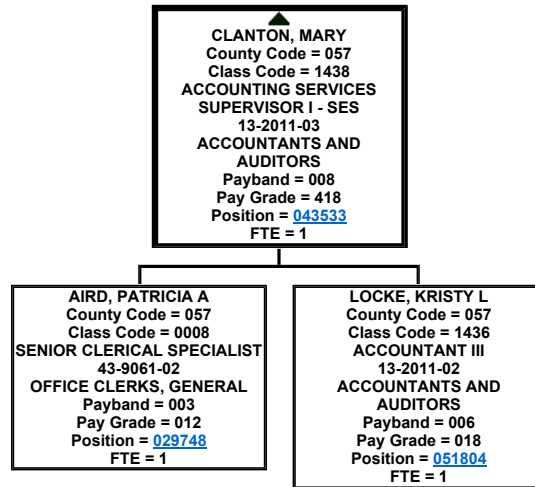 CLANTON, MARY
County Code = 057
Class Code = 1438
ACCOUNTING SERVICES
SUPERVISOR I - SES
13-2011-03
ACCOUNTANTS AND
AUDITORS
Payband = 008
Pay Grade = 418
Position = 043533
FTE = 1
AIRD, PATRICIA A
County Code = 057
Class Code = 0008
SENIOR CLERICAL SPECIALIST
43-9061-02
OFFICE CLERKS, GENERAL
Payband = 003
Pay Grade = 012
Position = 029748
FTE = 1
LOCKE, KRISTY L
County Code = 057
Class Code = 1436
ACCOUNTANT III
13-2011-02
ACCOUNTANTS AND
AUDITORS
Payband = 006
Pay Grade = 018
Position = 051804
FTE = 1